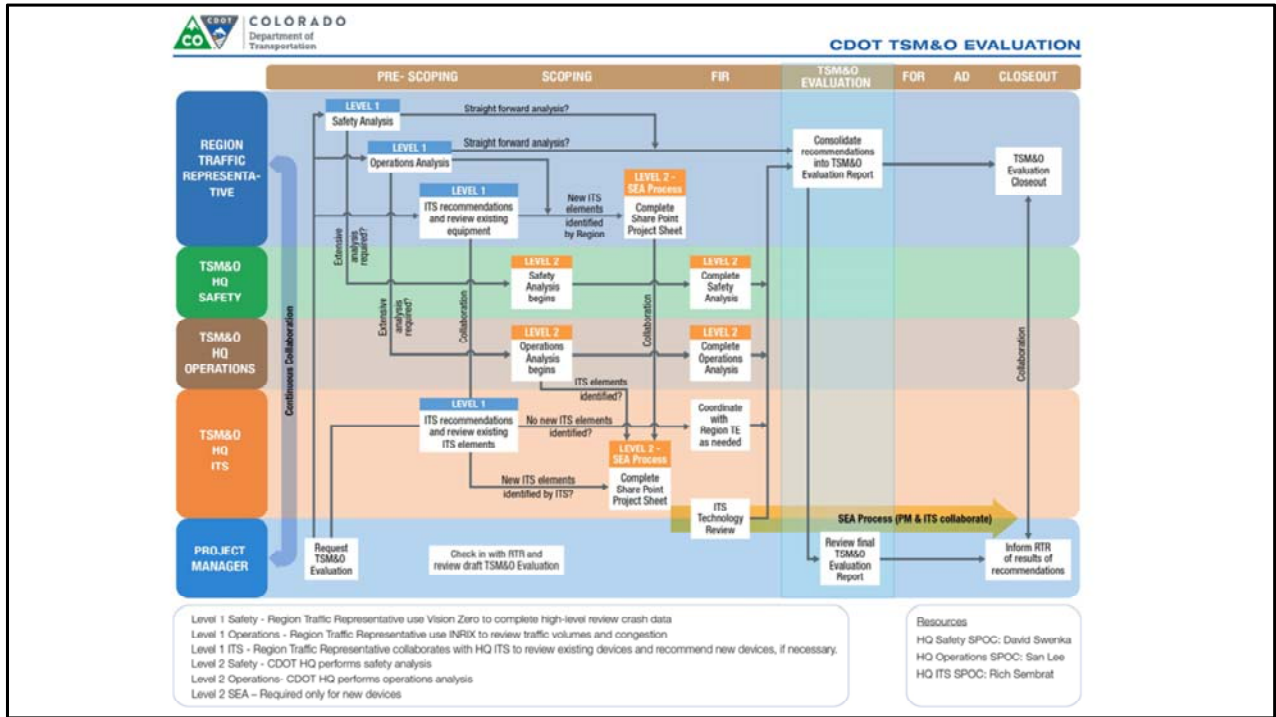 CO
CDOT
COLORADO
Department of
Transportation
CDOT TSM&O EVALUATION
PRE- SCOPING
SCOPING
FIR
TSM&O
EVALUATION
FOR
AD
CLOSEOUT
REGION
TRAFFIC
REPRESENTA-
TIVE
LEVEL 1
Safety Analysis
Straight forward analysis?
LEVEL 1
Operations Analysis
Straight forward analysis?
LEVEL 1
ITS recommendations
and review existing
equipment
New ITS
elements
identified
by Region
LEVEL 2 -
SEA Process
Complete
Share Point
Project Sheet
Consolidate
recommendations
into TSM&O
Evaluation Report
TSM&O
Evaluation
Closeout
Continuous Collaboration
Extensive
analysis
required?
Extensive
analysis
required?
Collaboration
Collaboration
Collaboration
TSM&O
HQ
SAFETY
LEVEL 2
Safety
Analysis
begins
LEVEL 2
Complete
Safety
Analysis
TSM&O
HQ
OPERATIONS
LEVEL 2
Operations
Analysis
begins
LEVEL 2
Complete
Operations
Analysis
ITS elements
identified?
TSM&O
HQ
ITS
LEVEL 1
ITS recommendations
and review existing
ITS elements
No new ITS elements
identified?
Coordinate
with
Region TE
as needed
New ITS elements
identified by ITS?
LEVEL 2 -
SEA Process
Complete
Share Point
Project Sheet
ITS
Technology
Review
SEA Process (PM & ITS collaborate)
PROJECT
MANAGER
Request
TSM&O
Evaluation
Check in with RTR and
review draft TSM&O Evaluation
Review final
TSM&O
Evaluation
Report
Inform RTR
of results of
recommendations
Level 1 Safety - Region Traffic Representative use Vision Zero to complete high-level review crash data
Level 1 Operations - Region Traffic Representative use INRIX to review traffic volumes and congestion
Level 1 ITS - Region Traffic Representative collaborates with HQ ITS to review existing devices and recommend new devices, if necessary.
Level 2 Safety - CDOT HQ performs safety analysis
Level 2 Operations- CDOT HQ performs operations analysis
Level 2 SEA – Required only for new devices
Resources
HQ Safety SPOC: David Swenka
HQ Operations SPOC: San Lee
HQ ITS SPOC: Rich Sembrat